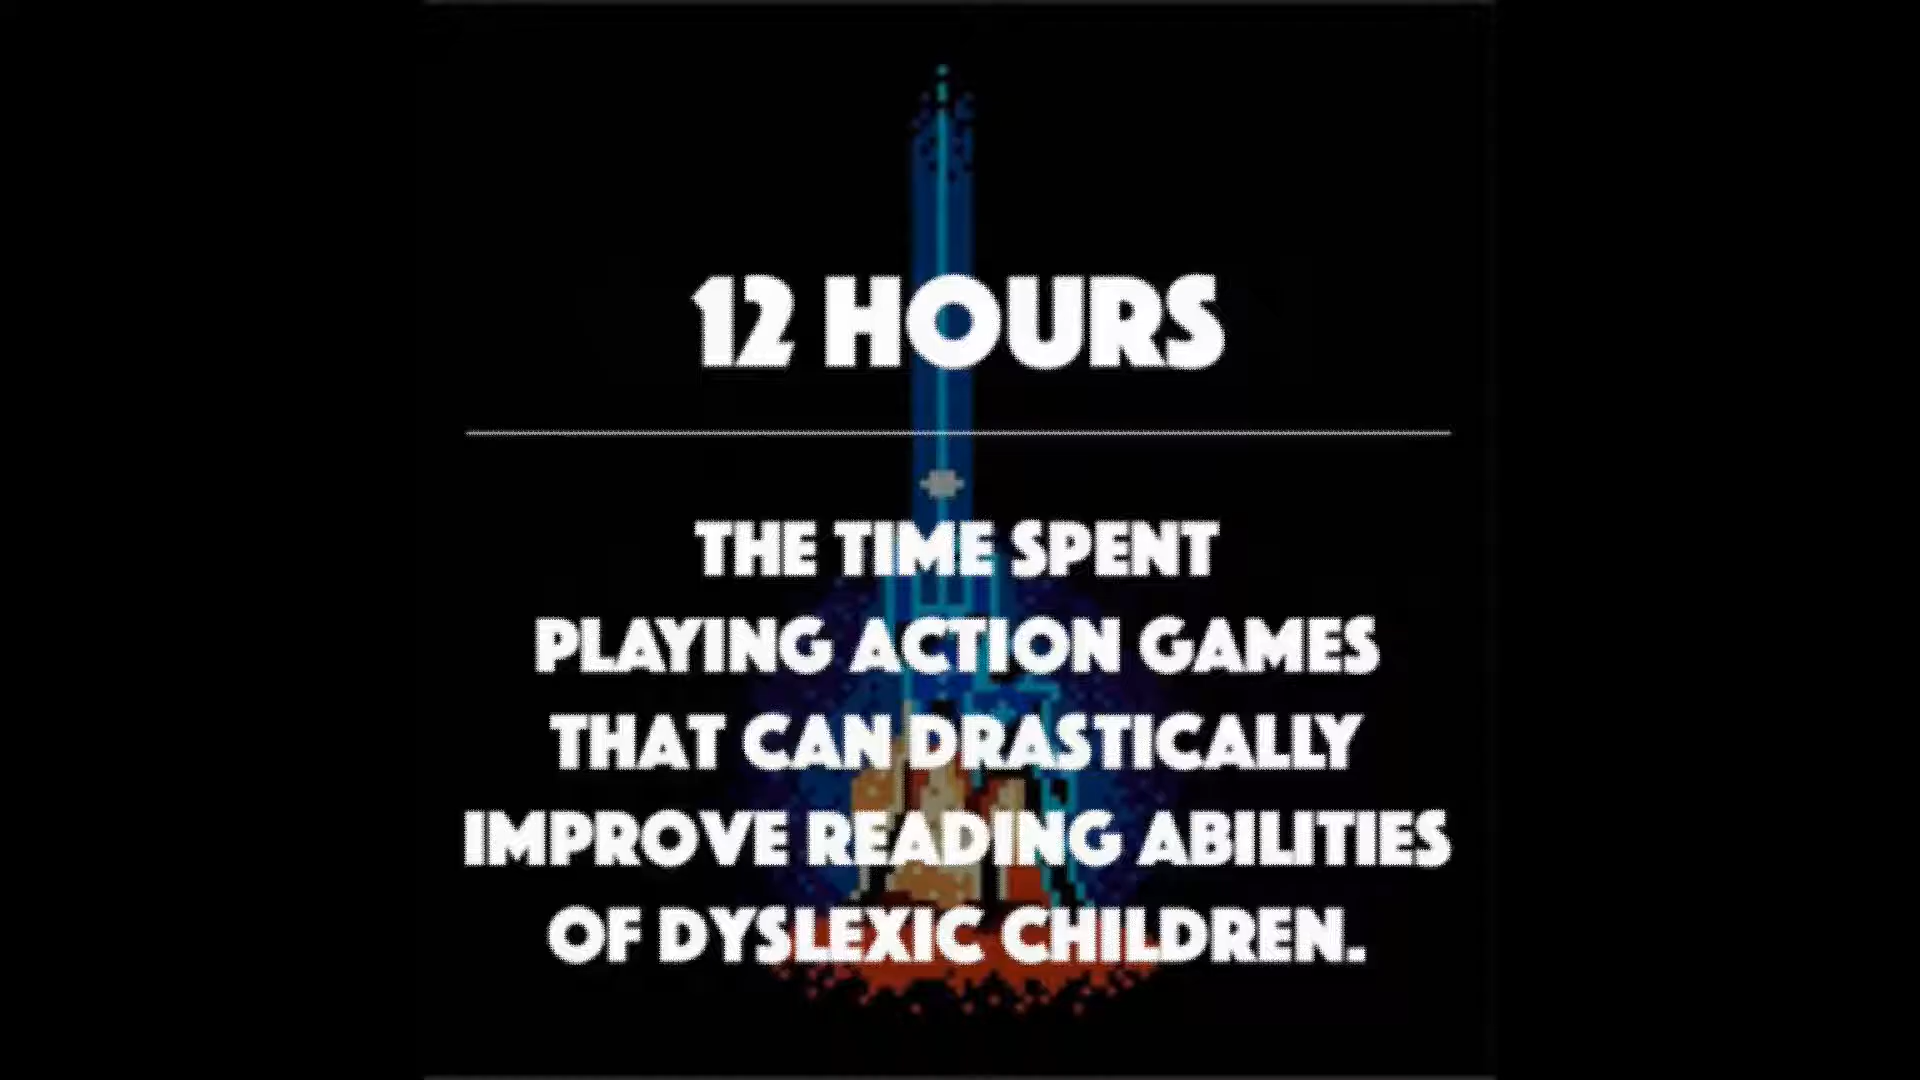 12 HOURS
THE TIME SPENT
PLAYING ACTION GAMES
THAT CAN DRASTICALLY
IMPROVE READING ABILITIES
OF DYSLEXIC CHILDREN.